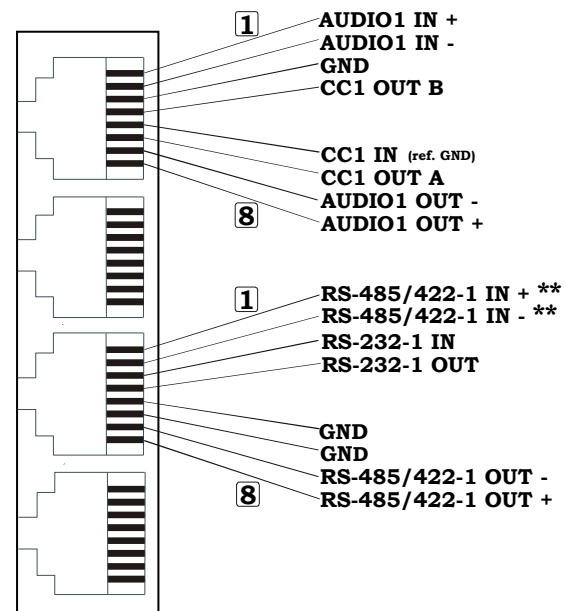 1
AUDIO1 IN +
AUDIO1 IN -
GND
CC1 OUT B
CC1 IN (ref. GND)
CC1 OUT A
AUDIO1 OUT -
8
AUDIO1 OUT +
1
RS-485/422-1 IN + **
RS-485/422-1 IN - **
RS-232-1 IN
RS-232-1 OUT
GND
GND
RS-485/422-1 OUT -
8
RS-485/422-1 OUT +